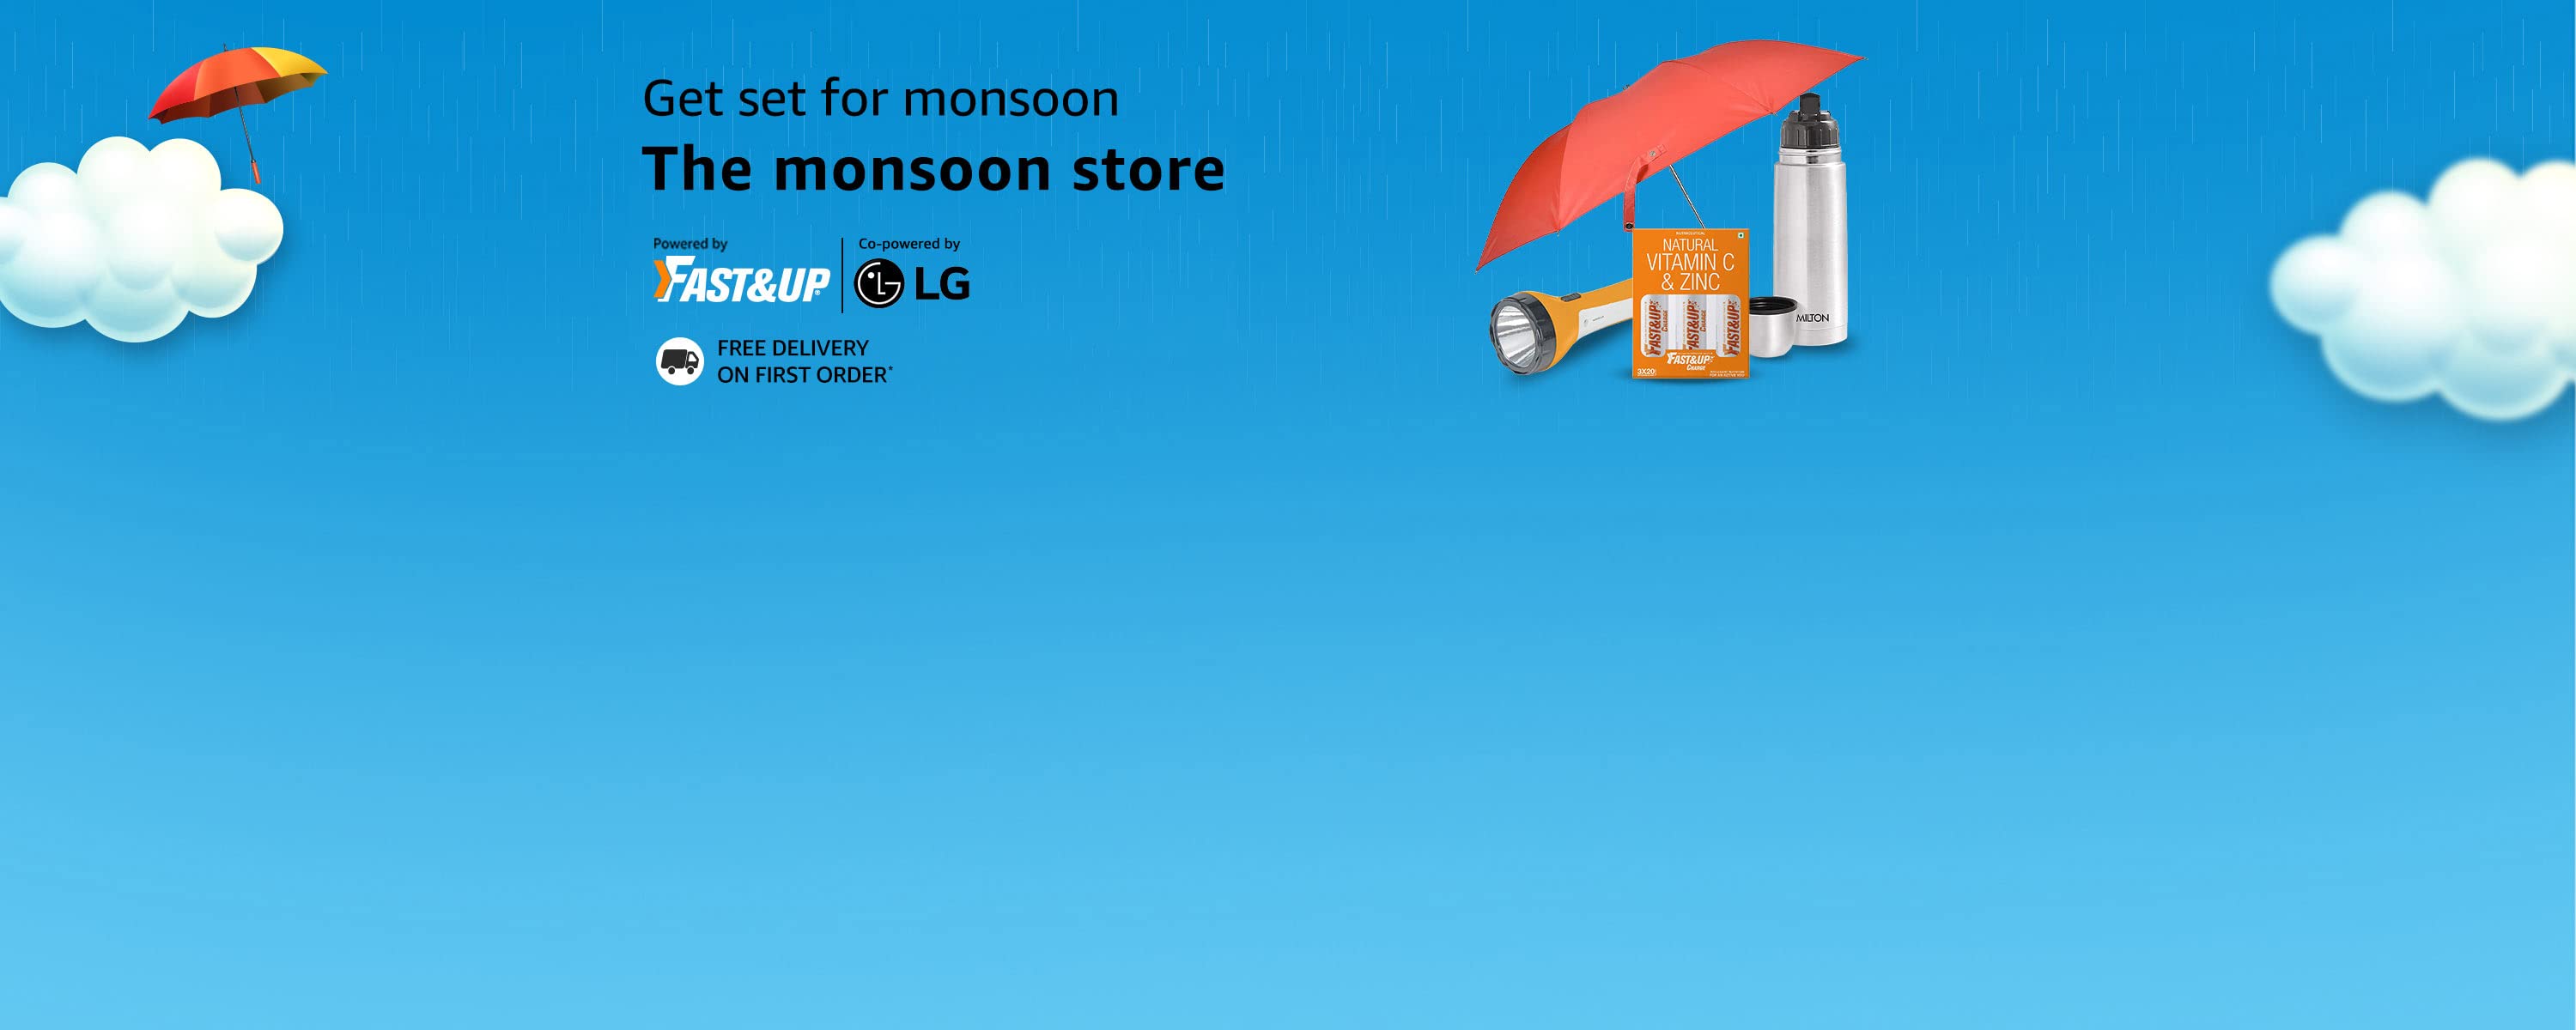 Get set for monsoon
The monsoon store
Powered by
FAST&UP
Co-powered by
LG
FREE DELIVERY
ON FIRST ORDER*
NATURAL
VITAMIN C
& ZINC
FAST&UP
FAST&UP
FAST&UP
FAST&UP
CHARGE
3X20
MILTON